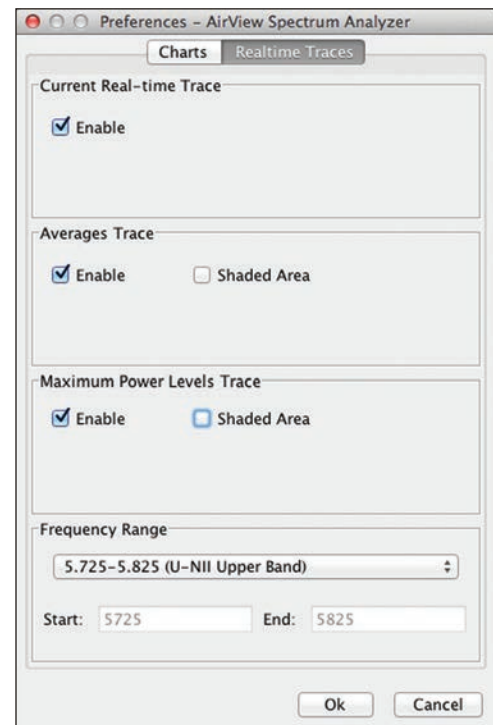 Preferences – AirView Spectrum Analyzer
Charts Realtime Traces
Current Real-time Trace
Enable
Averages Trace
Enable Shaded Area
Maximum Power Levels Trace
Enable Shaded Area
Frequency Range
5.725-5.825 (U-NII Upper Band)
Start: 5725 End: 5825
Ok Cancel